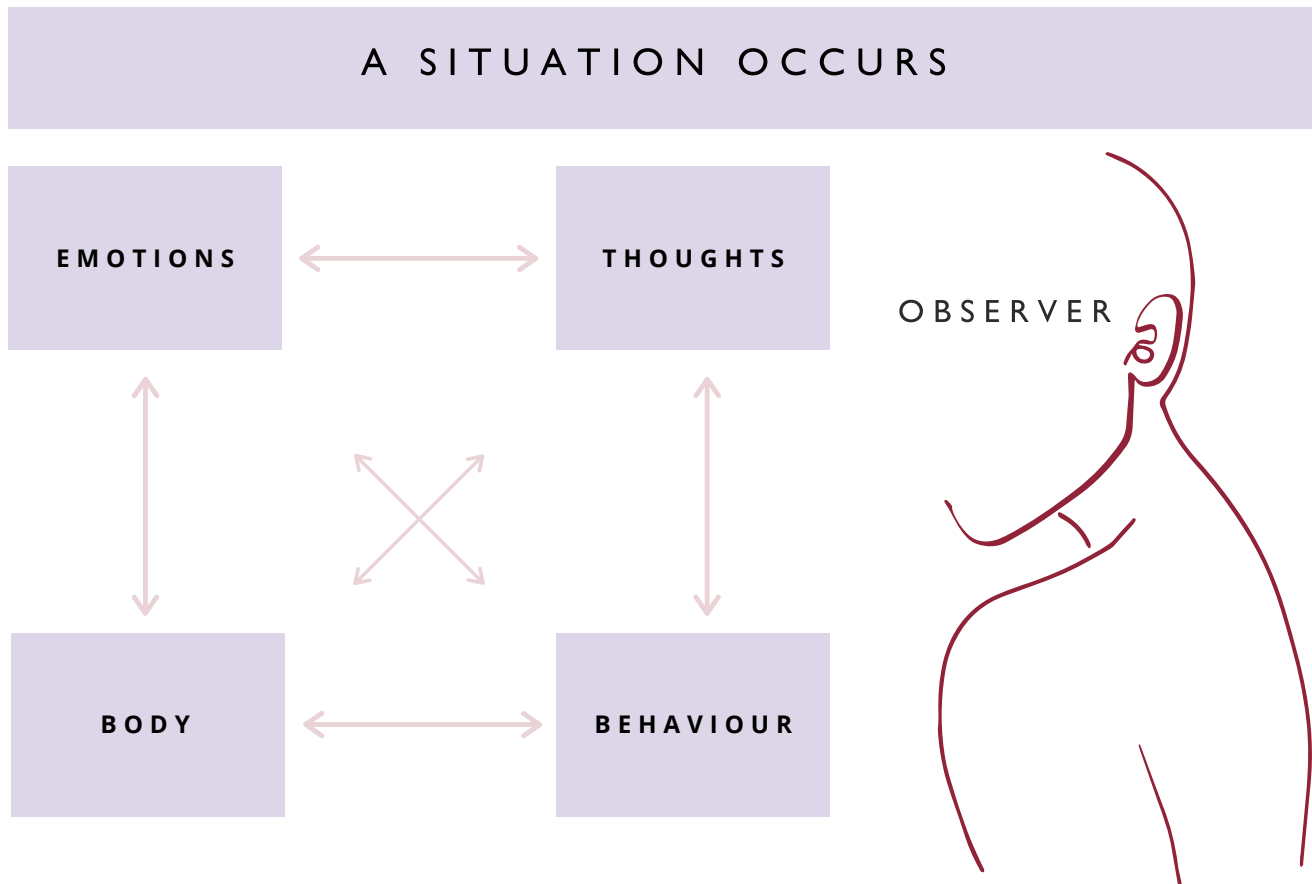 A SITUATION OCCURS
EMOTIONS
THOUGHTS
OBSERVER
BODY
BEHAVIOUR